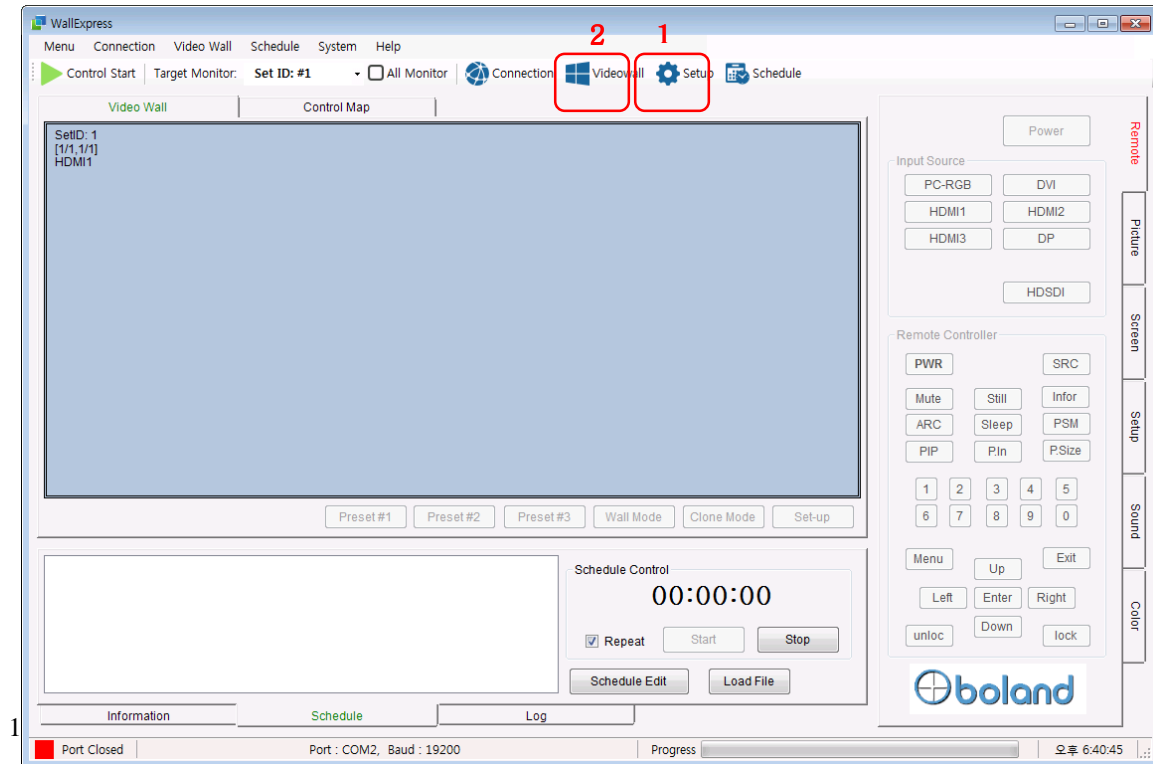 WallExpress
2 1
Menu Connection Video Wall Schedule System Help
Control Start Target Monitor: Set ID: #1 All Monitor Connection Videowall Setup Schedule
Video Wall Control Map
SetID: 1
[1/1,1/1]
HDMI1
Preset #1 Preset #2 Preset #3 Wall Mode Clone Mode Set-up
Schedule Control
00:00:00
Repeat Start Stop
Schedule Edit Load File
Information Schedule Log
Power
Input Source
PC-RGB DVI
HDMI1 HDMI2
HDMI3 DP
HDSDI
Remote Controller
PWR SRC
Mute Still Infor
ARC Sleep PSM
PIP P.In P.Size
1 2 3 4 5
6 7 8 9 0
Menu Up Exit
Left Enter Right
unloc Down lock
boland
Remote
Picture
Screen
Setup
Sound
Color
1
Port Closed Port : COM2, Baud : 19200 Progress 오후 6:40:45